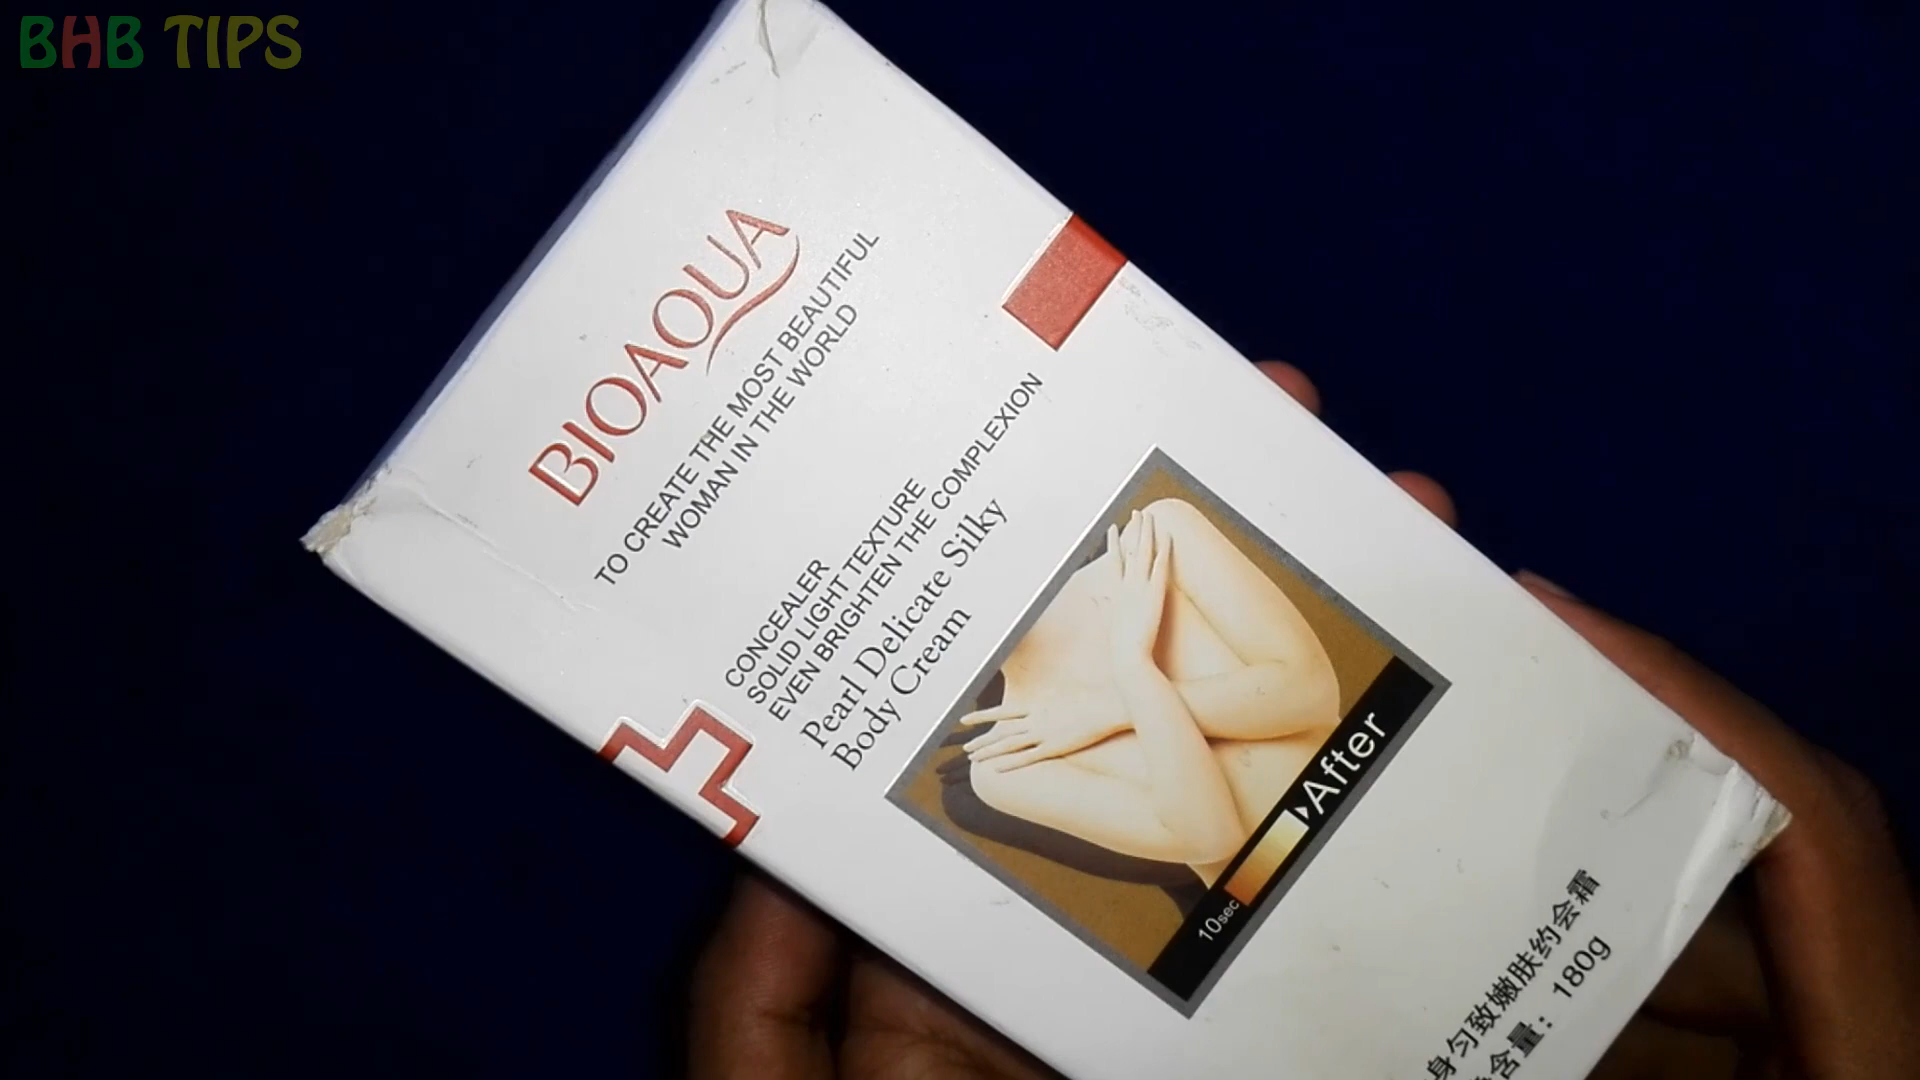 BHB TIPS
BIOAQUA
TO CREATE THE MOST BEAUTIFUL
WOMAN IN THE WORLD
CONCEALER
SOLID LIGHT TEXTURE
EVEN BRIGHTEN THE COMPLEXION
Pearl Delicate Silky
Body Cream
10sec After
身匀致嫩肤约会霜
含量：180g